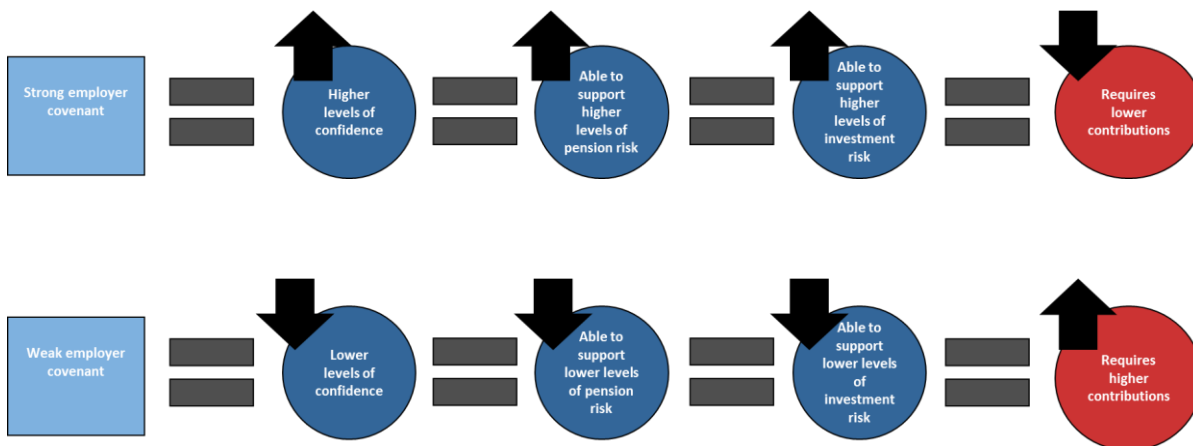 Strong employer
covenant
Higher
levels of
confidence
Able to
support
higher
levels of
pension risk
Able to
support
higher
levels of
investment
risk
Requires
lower
contributions
Weak employer
covenant
Lower
levels of
confidence
Able to
support
lower levels
of pension
risk
Able to
support
lower levels
of
investment
risk
Requires
higher
contributions